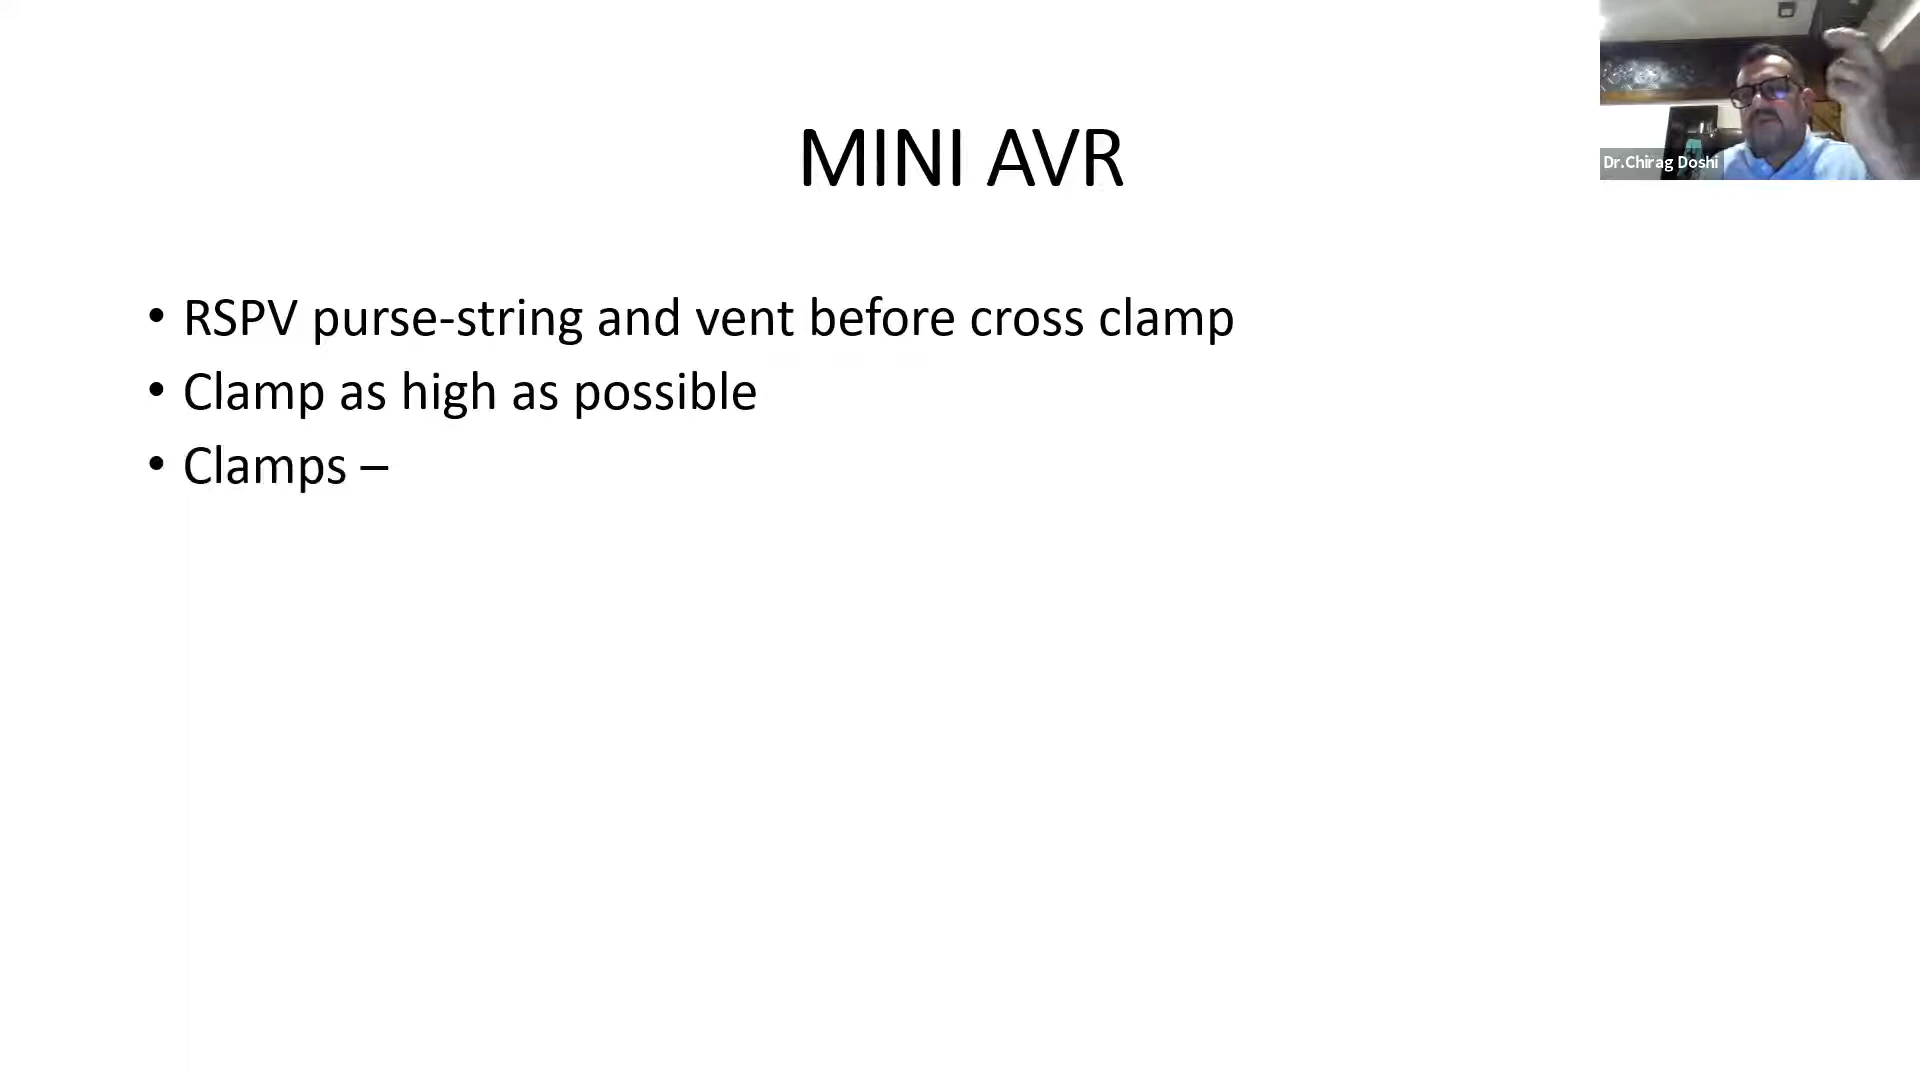 MINI AVR
• RSPV purse-string and vent before cross clamp
• Clamp as high as possible
• Clamps –
Dr.Chirag Doshi